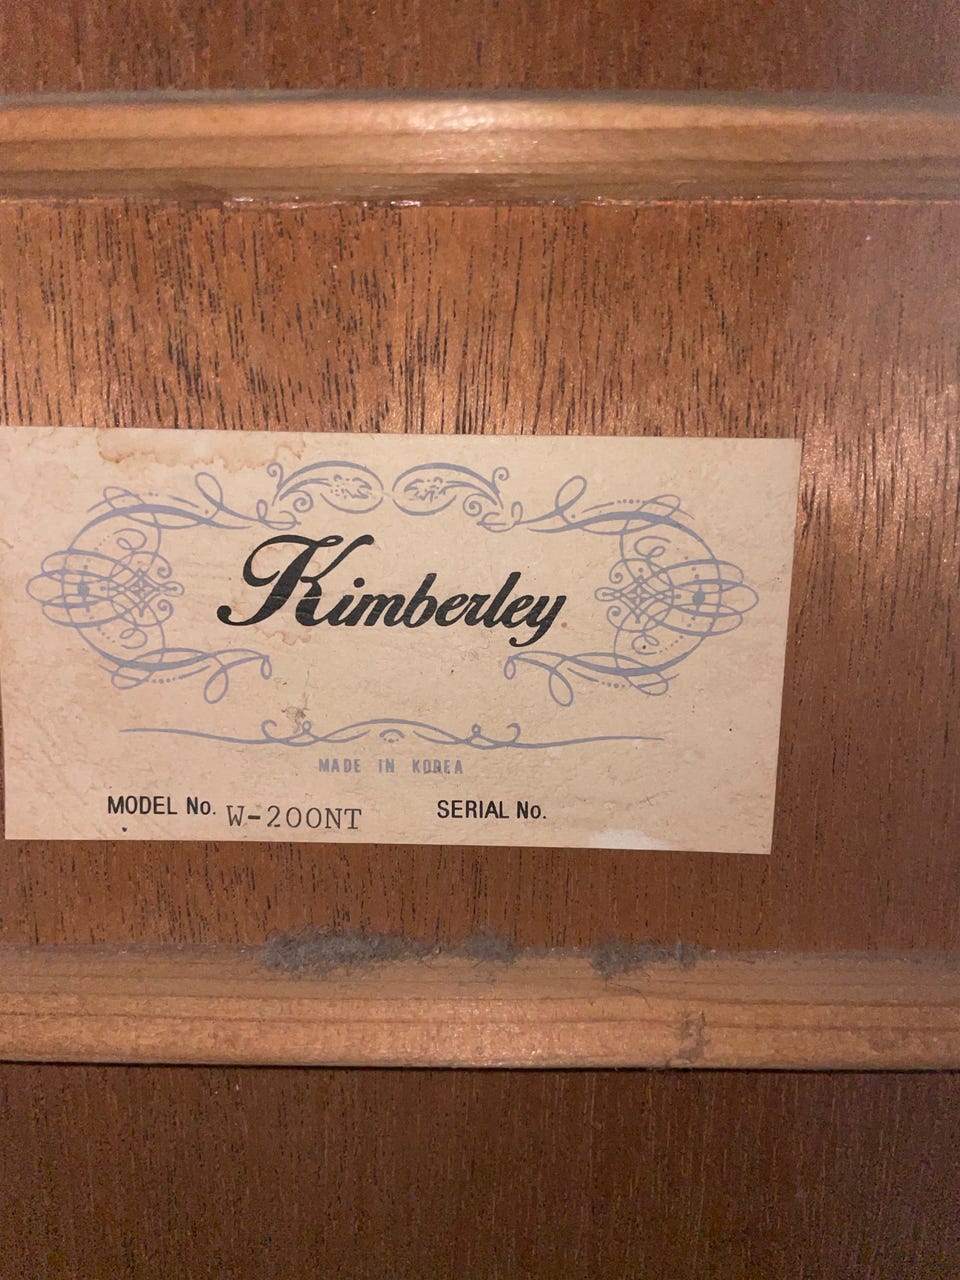 Kimberley
MADE IN KOREA
MODEL No. W-200NT SERIAL No.